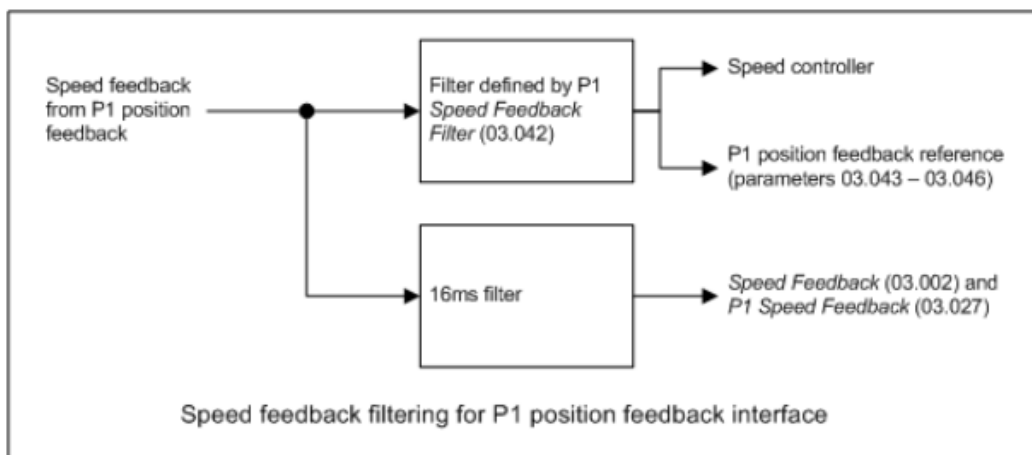 Speed feedback
from P1 position
feedback
Filter defined by P1
Speed Feedback
Filter (03.042)
Speed controller
P1 position feedback reference
(parameters 03.043 – 03.046)
16ms filter
Speed Feedback (03.002) and
P1 Speed Feedback (03.027)
Speed feedback filtering for P1 position feedback interface